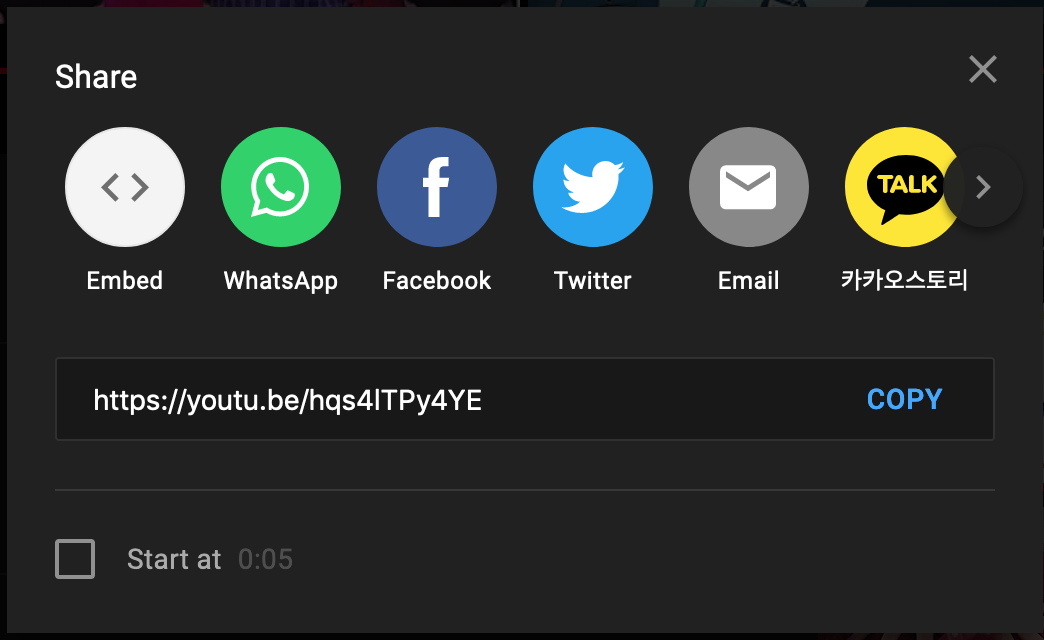 Share
TALK
Embed
WhatsApp
Facebook
Twitter
Email
카카오스토리
https://youtu.be/hqs4lTPy4YE
COPY
Start at 0:05